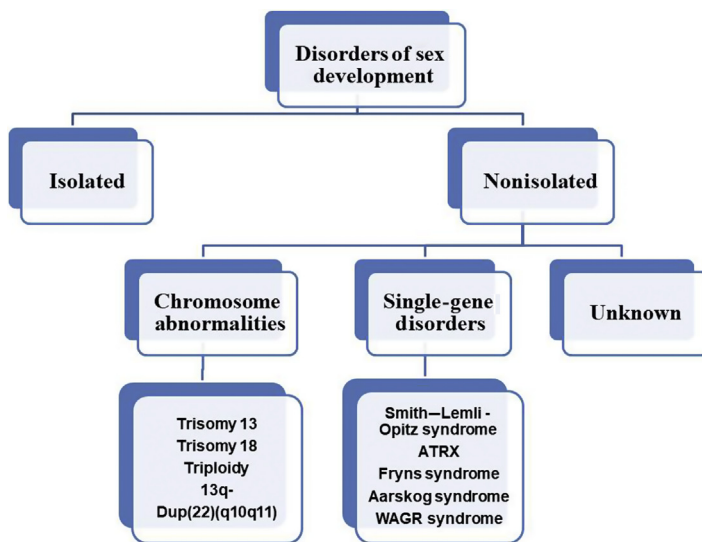 Disorders of sex
development
Isolated
Nonisolated
Chromosome
abnormalities
Single-gene
disorders
Unknown
Trisomy 13
Trisomy 18
Triploidy
13q-
Dup(22)(q10q11)
Smith–Lemli -
Opitz syndrome
ATRX
Fryns syndrome
Aarskog syndrome
WAGR syndrome